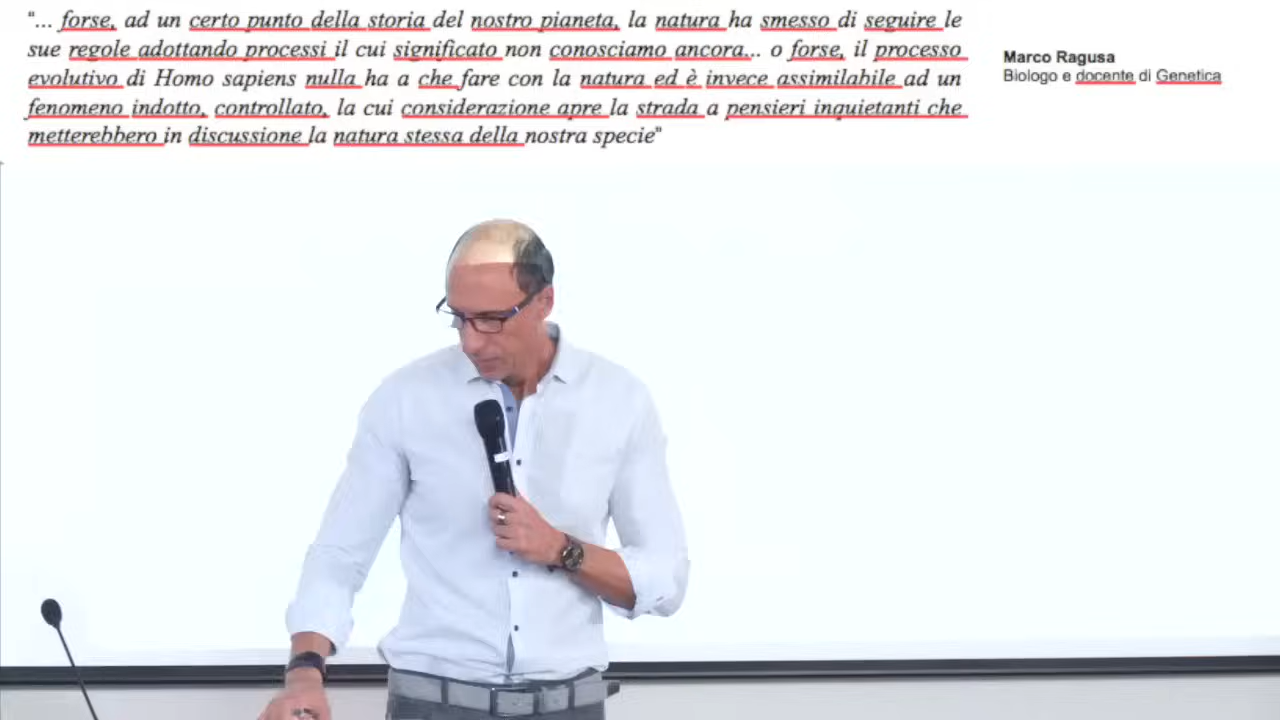 “... forse, ad un certo punto della storia del nostro pianeta, la natura ha smesso di seguire le
sue regole adottando processi il cui significato non conosciamo ancora... o forse, il processo
evolutivo di Homo sapiens nulla ha a che fare con la natura ed è invece assimilabile ad un
fenomeno indotto, controllato, la cui considerazione apre la strada a pensieri inquietanti che
metterebbero in discussione la natura stessa della nostra specie”
Marco Ragusa
Biologo e docente di Genetica